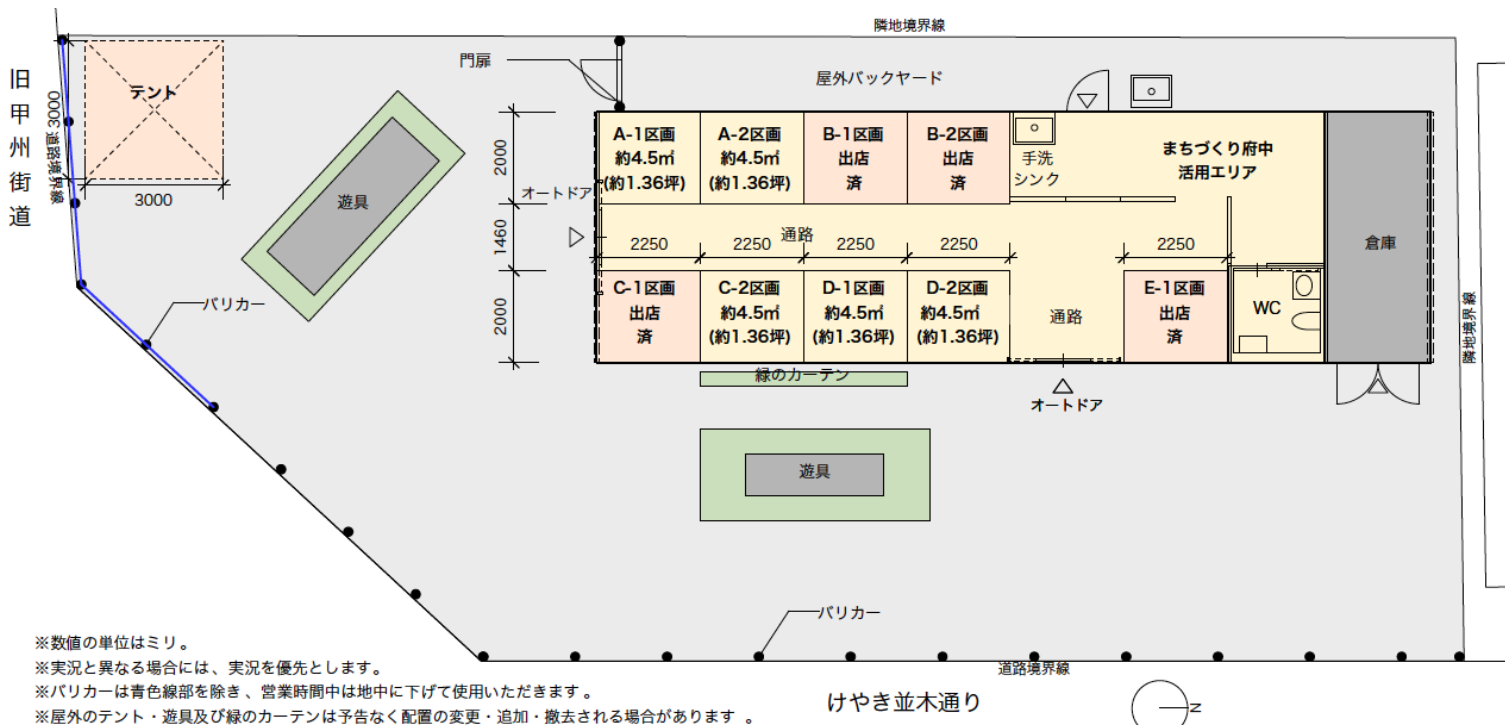 隣地境界線
旧甲州街道
テント
3000
道路境界線
3000
門扉
屋外バックヤード
遊具
オートドア
2000
1460
2000
A-1区画
約4.5㎡
(約1.36坪)
A-2区画
約4.5㎡
(約1.36坪)
B-1区画
出店
済
B-2区画
出店
済
手洗
シンク
まちづくり府中
活用エリア
通路
2250
2250
2250
2250
2250
倉庫
C-1区画
出店
済
C-2区画
約4.5㎡
(約1.36坪)
D-1区画
約4.5㎡
(約1.36坪)
D-2区画
約4.5㎡
(約1.36坪)
通路
E-1区画
出店
済
WC
隣地境界線
バリカー
緑のカーテン
オートドア
遊具
バリカー
道路境界線
けやき並木通り
N
※数値の単位はミリ。
※実況と異なる場合には、実況を優先とします。
※バリカーは青色線部を除き、営業時間中は地中に下げて使用いただきます。
※屋外のテント・遊具及び緑のカーテンは予告なく配置の変更・追加・撤去される場合があります 。